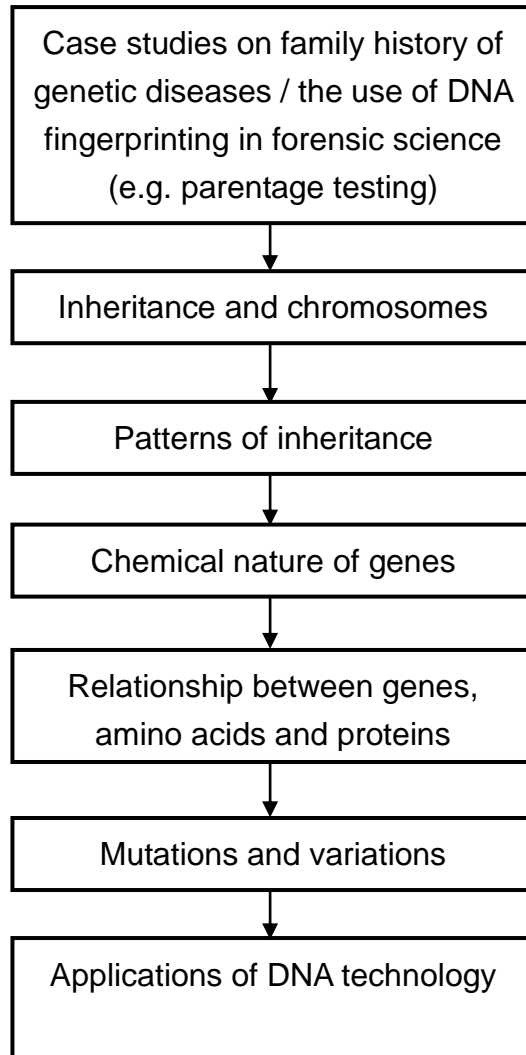 Case studies on family history of
genetic diseases / the use of DNA
fingerprinting in forensic science
(e.g. parentage testing)
Inheritance and chromosomes
Patterns of inheritance
Chemical nature of genes
Relationship between genes,
amino acids and proteins
Mutations and variations
Applications of DNA technology